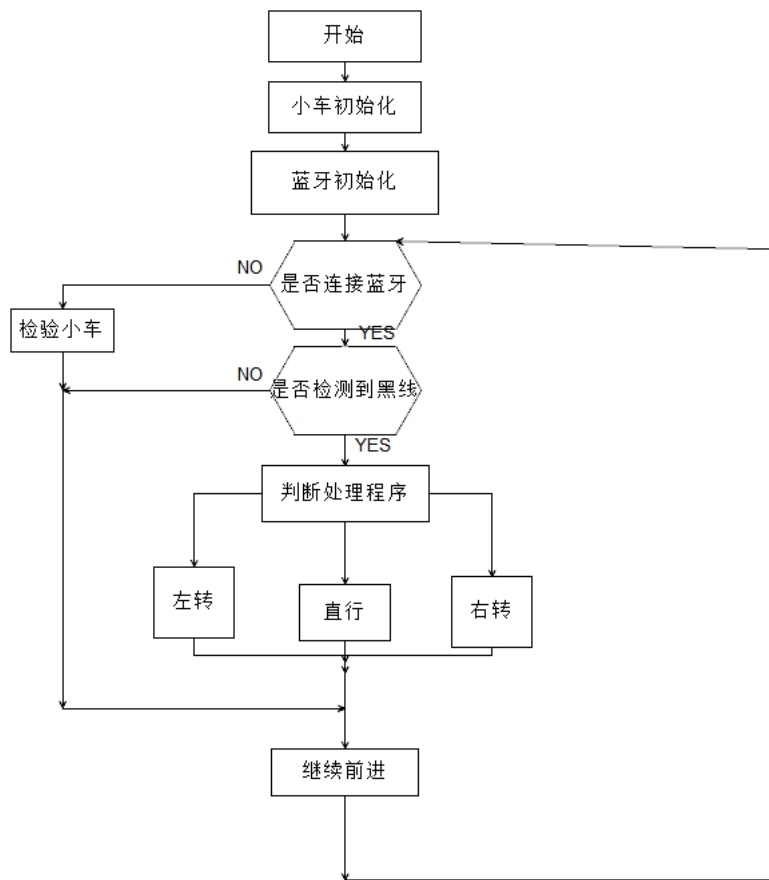 开始
小车初始化
蓝牙初始化
NO
是否连接蓝牙
检验小车
YES
NO
是否检测到黑线
YES
判断处理程序
左转
直行
右转
继续前进